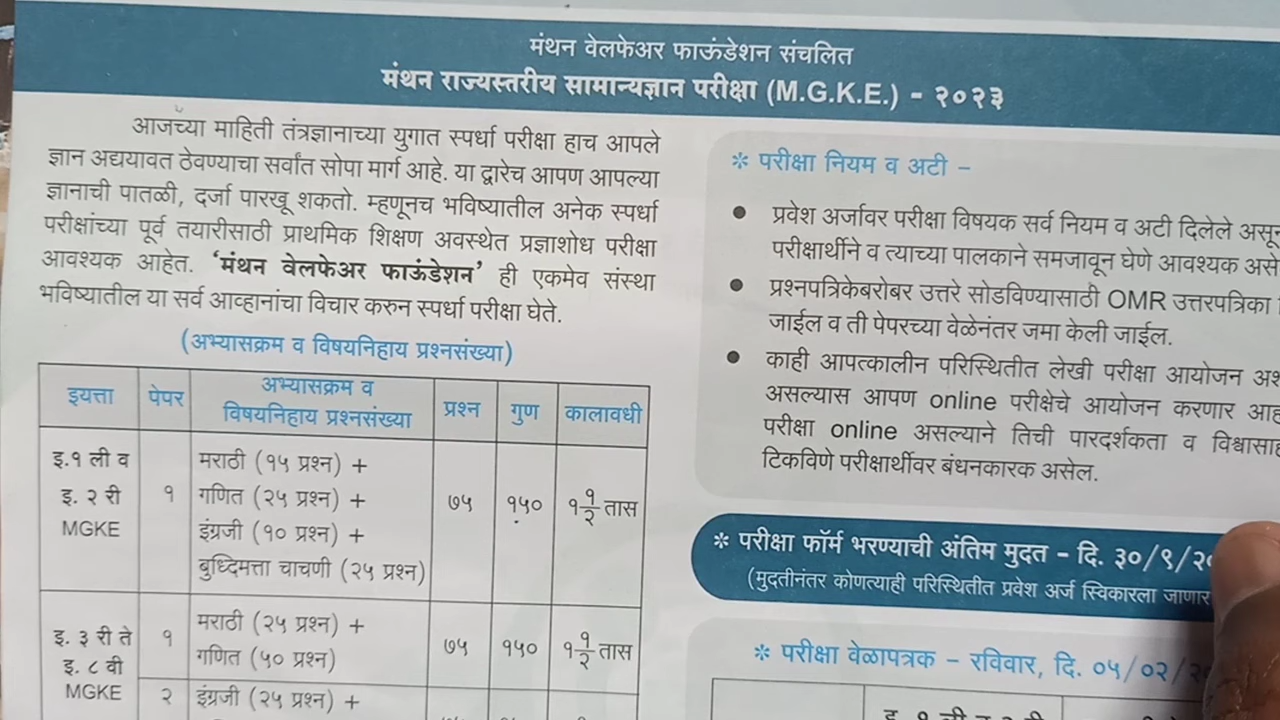 मंथन वेलफेअर फाऊंडेशन संचलित
मंथन राज्यस्तरीय सामान्यज्ञान परीक्षा (M.G.K.E.) - २०२३
आजच्या माहिती तंत्रज्ञानाच्या युगात स्पर्धा परीक्षा हाच आपले
ज्ञान अद्ययावत ठेवण्याचा सर्वांत सोपा मार्ग आहे. या द्वारेच आपण आपल्या
ज्ञानाची पातळी, दर्जा पारखू शकतो. म्हणूनच भविष्यातील अनेक स्पर्धा
परीक्षांच्या पूर्व तयारीसाठी प्राथमिक शिक्षण अवस्थेत प्रज्ञाशोध परीक्षा
आवश्यक आहेत. 'मंथन वेलफेअर फाऊंडेशन' ही एकमेव संस्था
भविष्यातील या सर्व आव्हानांचा विचार करुन स्पर्धा परीक्षा घेते.
(अभ्यासक्रम व विषयनिहाय प्रश्नसंख्या)
इयत्ता पेपर अभ्यासक्रम व विषयनिहाय प्रश्नसंख्या प्रश्न गुण कालावधी
इ.१ ली व
इ. २ री
MGKE
१
मराठी (१५ प्रश्न) +
गणित (२५ प्रश्न) +
इंग्रजी (१० प्रश्न) +
बुध्दिमत्ता चाचणी (२५ प्रश्न)
७५ १५० १ १/२ तास
इ. ३ री ते
इ. ८ वी
MGKE
१
मराठी (२५ प्रश्न) +
गणित (५० प्रश्न)
७५ १५० १ १/२ तास
२ इंग्रजी (२५ प्रश्न) +
* परीक्षा नियम व अटी -
• प्रवेश अर्जावर परीक्षा विषयक सर्व नियम व अटी दिलेले
परीक्षार्थीने व त्याच्या पालकाने समजावून घेणे आवश्यक
• प्रश्नपत्रिकेबरोबर उत्तरे सोडविण्यासाठी OMR उत्तरपत्रिका
जाईल व ती पेपरच्या वेळेनंतर जमा केली जाईल.
• काही आपत्कालीन परिस्थितीत लेखी परीक्षा आयोजन
असल्यास आपण online परीक्षेचे आयोजन करणार
परीक्षा online असल्याने तिची पारदर्शकता व
टिकविणे परीक्षार्थीवर बंधनकारक असेल.
* परीक्षा फॉर्म भरण्याची अंतिम मुदत - दि. ३०/९/२०
(मुदतीनंतर कोणत्याही परिस्थितीत प्रवेश अर्ज स्विकारला जाणार
* परीक्षा वेळापत्रक - रविवार, दि. ०५/०२/२०